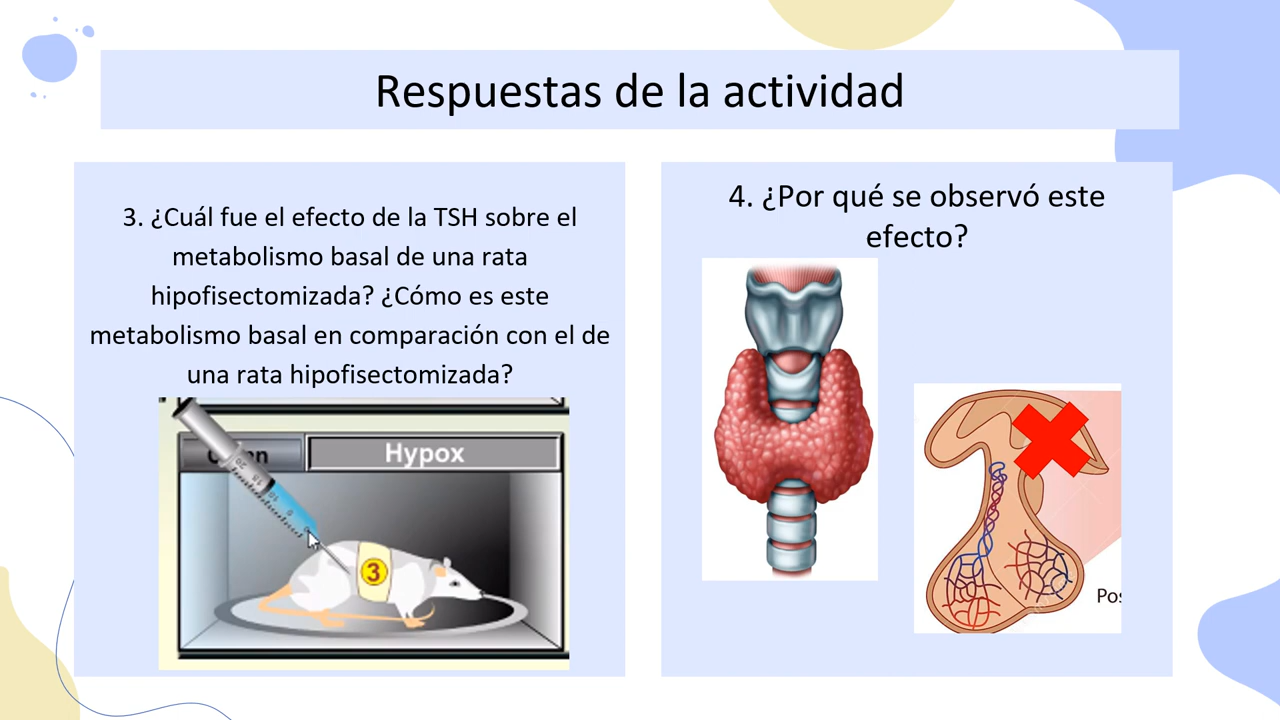 Respuestas de la actividad
3. ¿Cuál fue el efecto de la TSH sobre el
metabolismo basal de una rata
hipofisectomizada? ¿Cómo es este
metabolismo basal en comparación con el de
una rata hipofisectomizada?
Hypox
3
4. ¿Por qué se observó este
efecto?
Pos